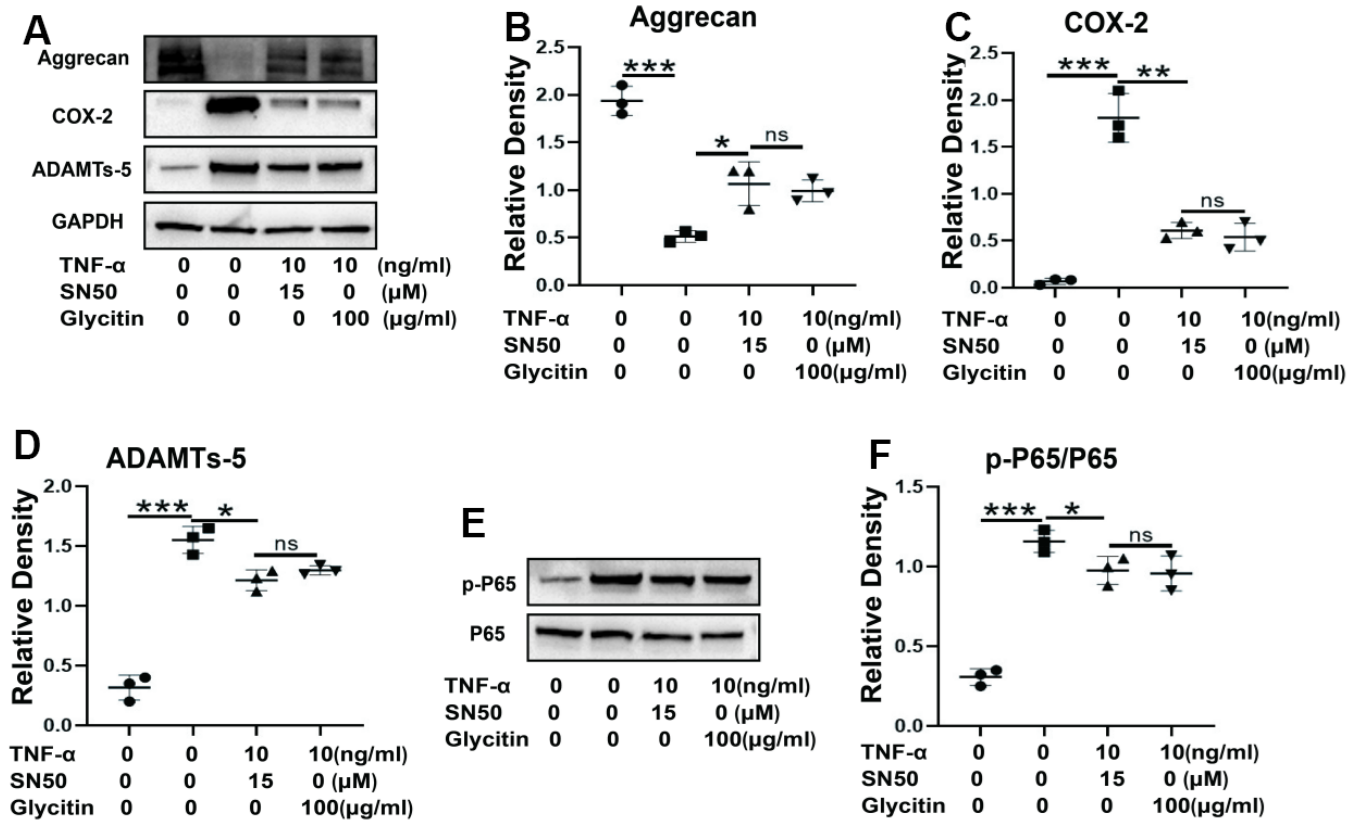 A
Aggrecan
COX-2
ADAMTs-5
GAPDH
TNF-α 0 0 10 10 (ng/ml)
SN50 0 0 15 0 (μM)
Glycitin 0 0 0 100 (μg/ml)
B
Aggrecan
Relative Density
2.5
2.0
1.5
1.0
0.5
0.0
***
*
ns
TNF-α 0 0 10 10(ng/ml)
SN50 0 0 15 0 (μM)
Glycitin 0 0 0 100(μg/ml)
C
COX-2
Relative Density
2.5
2.0
1.5
1.0
0.5
0.0
***
**
ns
TNF-α 0 0 10 10(ng/ml)
SN50 0 0 15 0 (μM)
Glycitin 0 0 0 100(μg/ml)
D
ADAMTs-5
Relative Density
2.0
1.5
1.0
0.5
0.0
***
*
ns
TNF-α 0 0 10 10(ng/ml)
SN50 0 0 15 0 (μM)
Glycitin 0 0 0 100(μg/ml)
E
p-P65
P65
TNF-α 0 0 10 10(ng/ml)
SN50 0 0 15 0 (μM)
Glycitin 0 0 0 100(μg/ml)
F
p-P65/P65
Relative Density
1.5
1.0
0.5
0.0
***
*
ns
TNF-α 0 0 10 10(ng/ml)
SN50 0 0 15 0 (μM)
Glycitin 0 0 0 100(μg/ml)